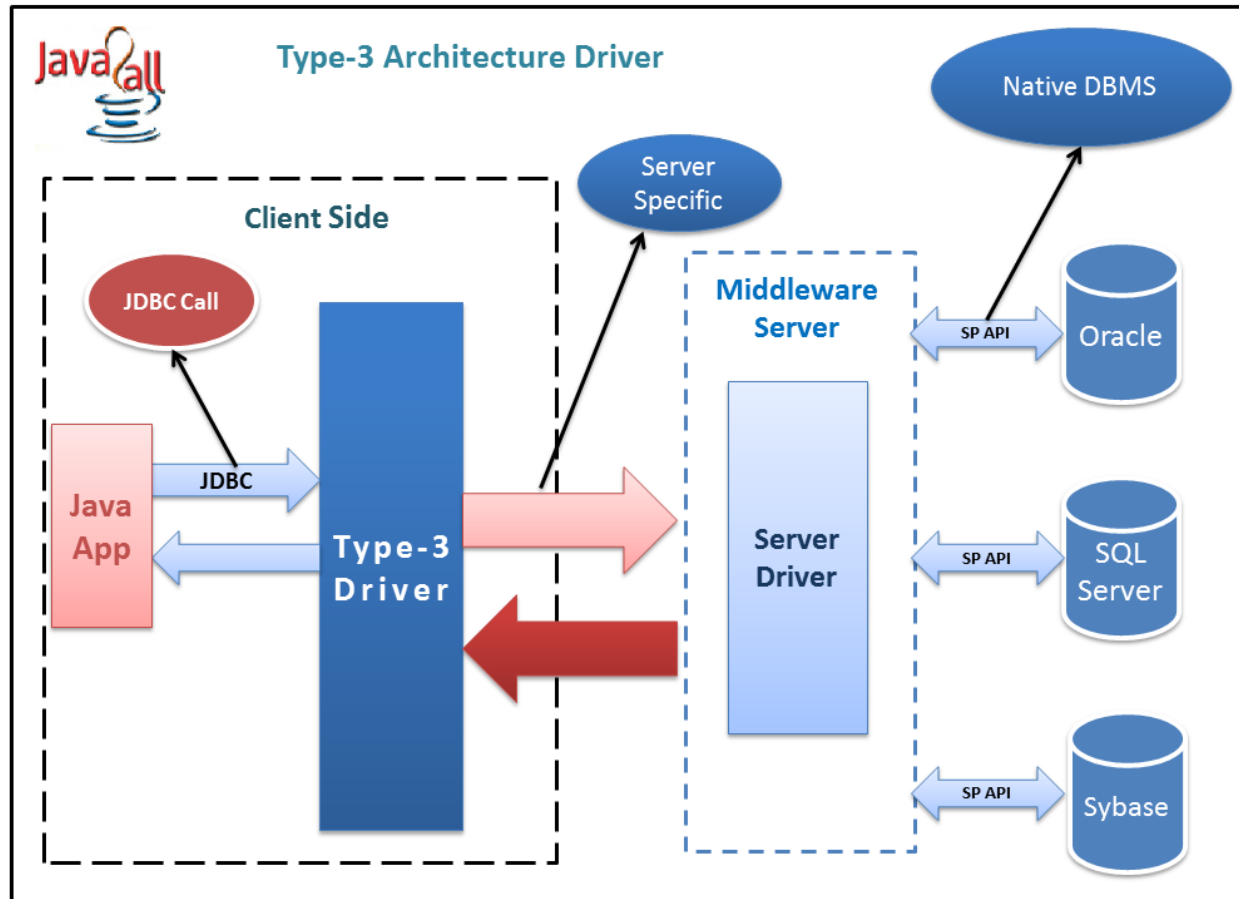 Java4all
Type-3 Architecture Driver
Native DBMS
Server
Specific
Client Side
JDBC Call
Middleware
Server
SP API
Oracle
JDBC
Java
App
Type-3
Driver
Server
Driver
SP API
SQL
Server
SP API
Sybase